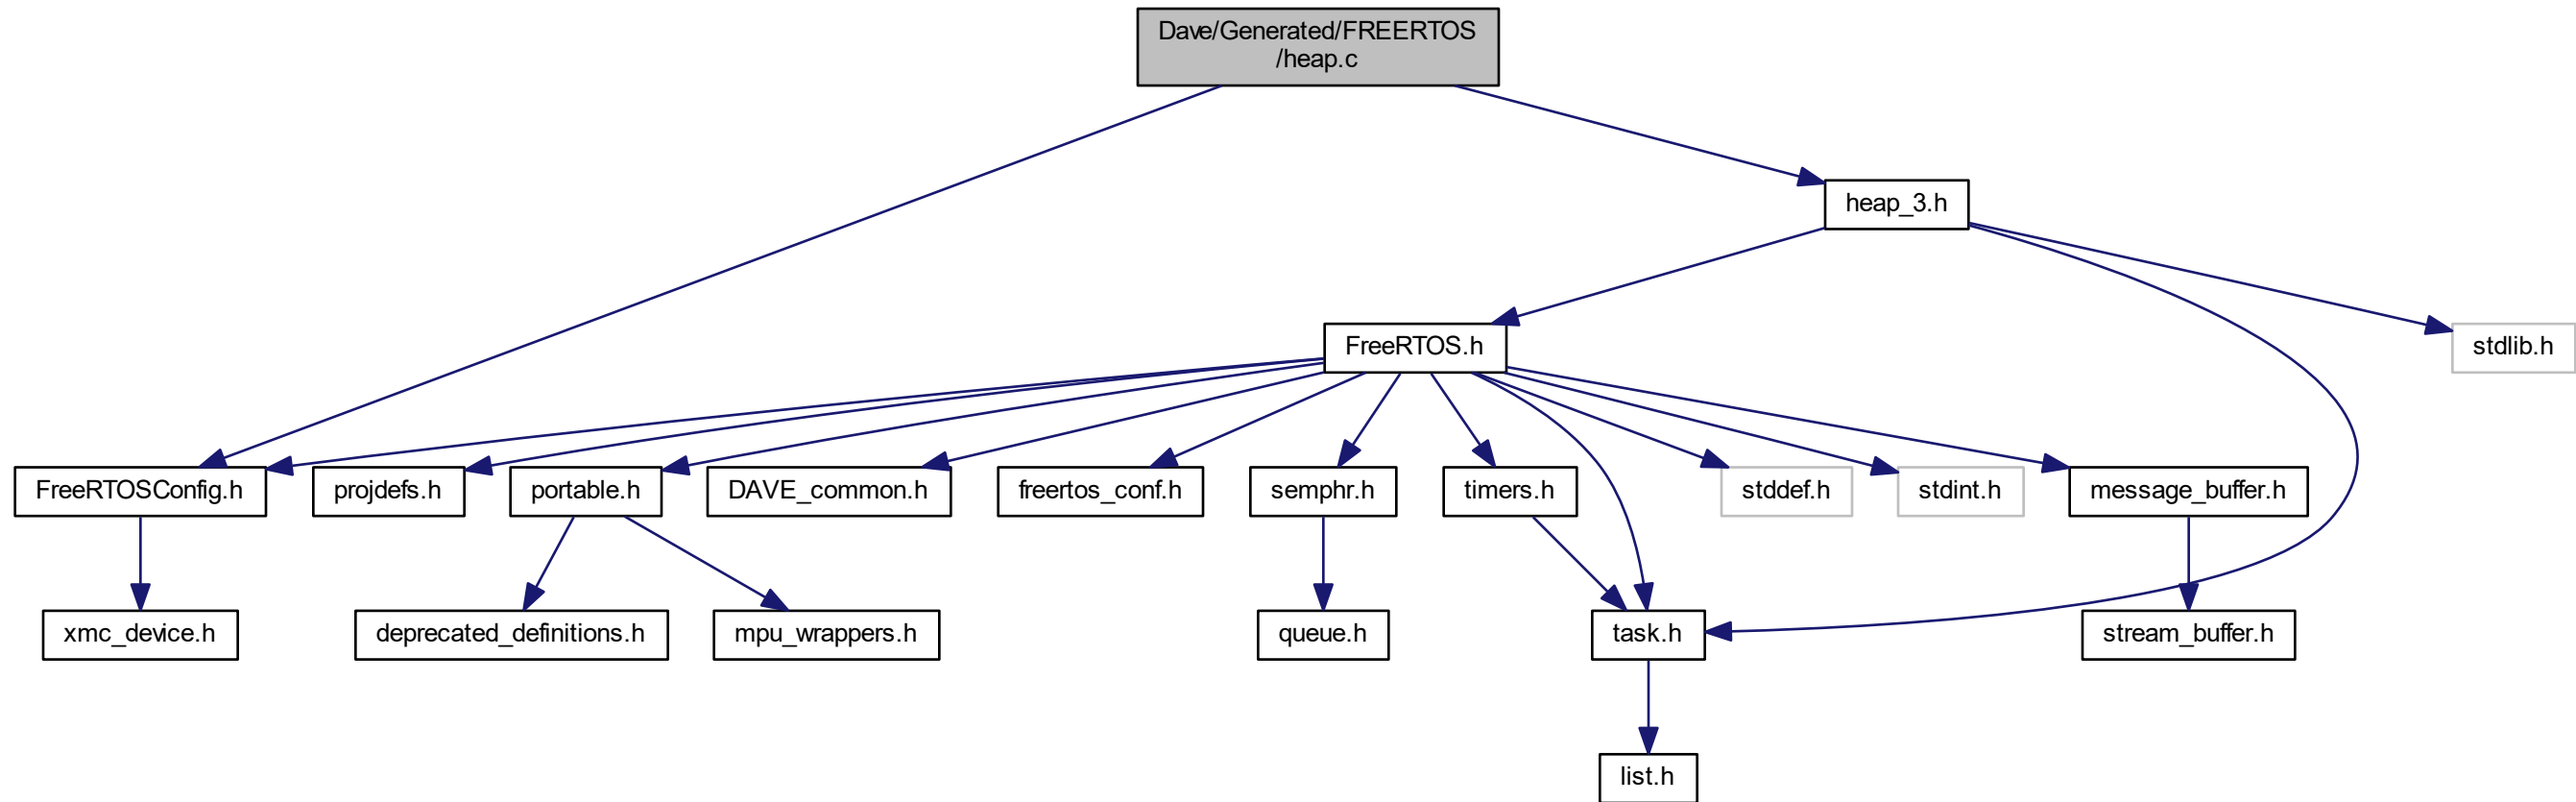 Dave/Generated/FREERTOS
/heap.c
heap_3.h
FreeRTOS.h
stdlib.h
FreeRTOSConfig.h
projdefs.h
portable.h
DAVE_common.h
freertos_conf.h
semphr.h
timers.h
stddef.h
stdint.h
message_buffer.h
xmc_device.h
deprecated_definitions.h
mpu_wrappers.h
queue.h
task.h
stream_buffer.h
list.h